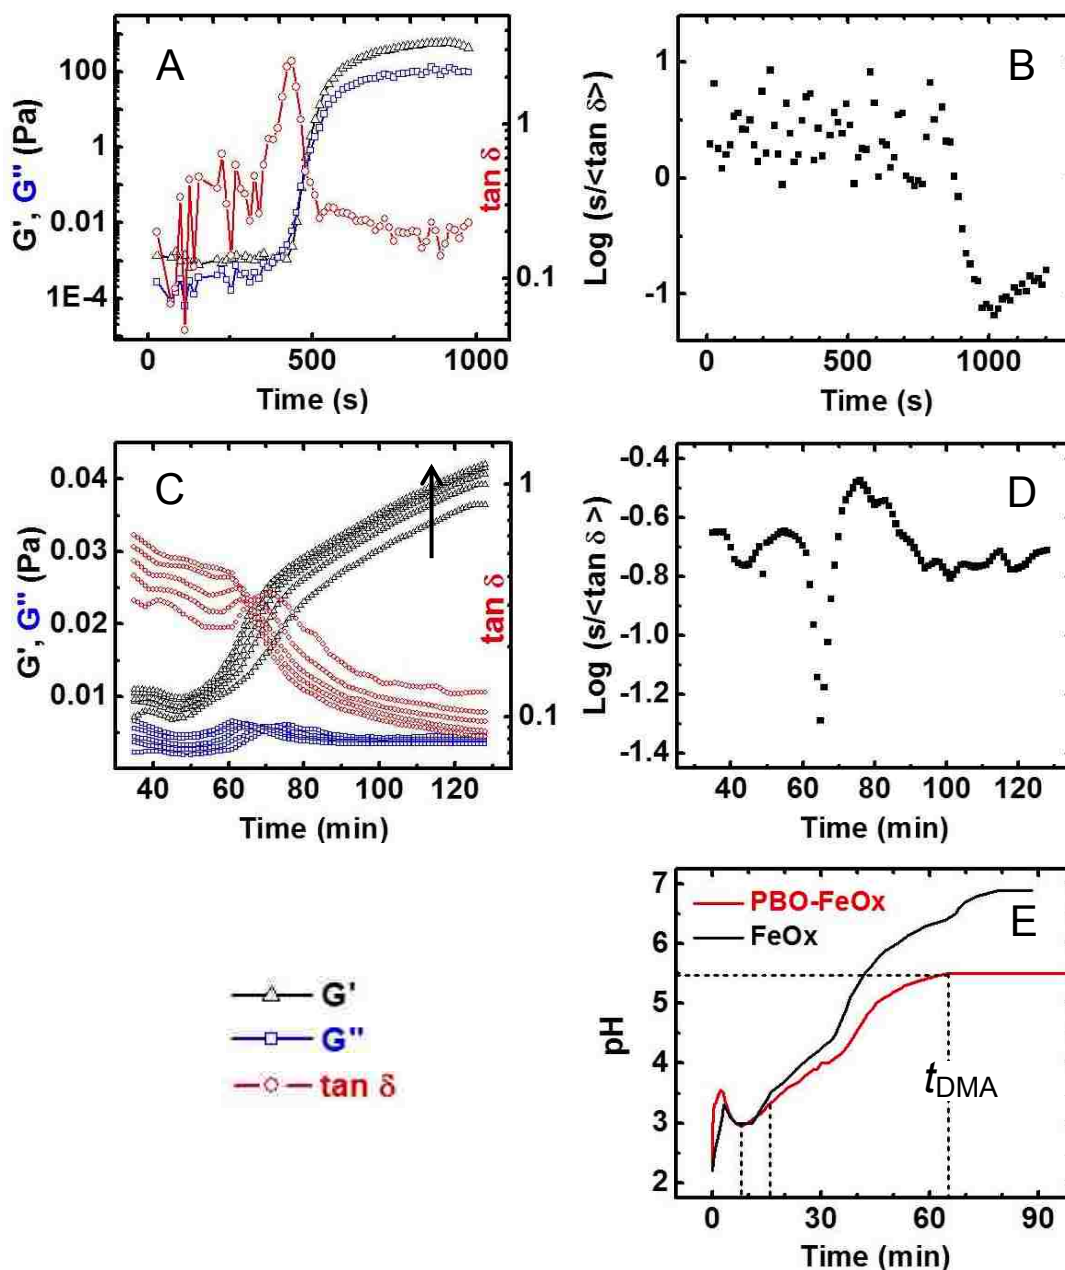 A
G', G'' (Pa)
100
1
0.01
1E-4
1
0.1
tan δ
0 500 1000
Time (s)
B
Log (s/<tan δ>)
1
0
-1
0 500 1000
Time (s)
C
G', G'' (Pa)
0.04
0.03
0.02
0.01
1
0.1
tan δ
40 60 80 100 120
Time (min)
D
Log (s/<tan δ >)
-0.4
-0.6
-0.8
-1.0
-1.2
-1.4
40 60 80 100 120
Time (min)
G'
G''
tan δ
E
PBO-FeOx
FeOx
pH
7
6
5
4
3
2
tDMA
0 30 60 90
Time (min)